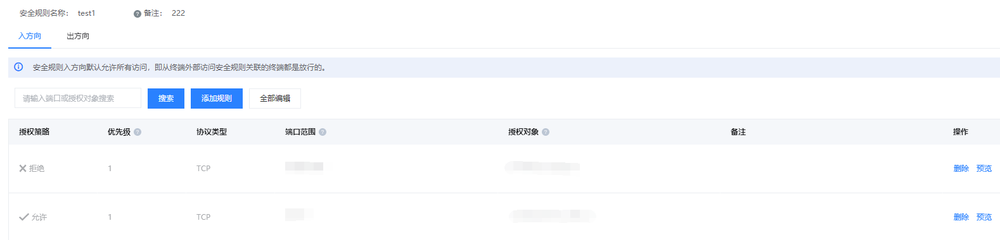 安全规则名称： test1 备注： 222
入方向 出方向
安全规则入方向默认允许所有访问，即从终端外部访问安全规则关联的终端都是放行的。
请输入端口或授权对象搜索 搜索 添加规则 全部编辑
授权策略 优先级 协议类型 端口范围 授权对象 备注 操作
拒绝 1 TCP 删除 预览
允许 1 TCP 删除 预览